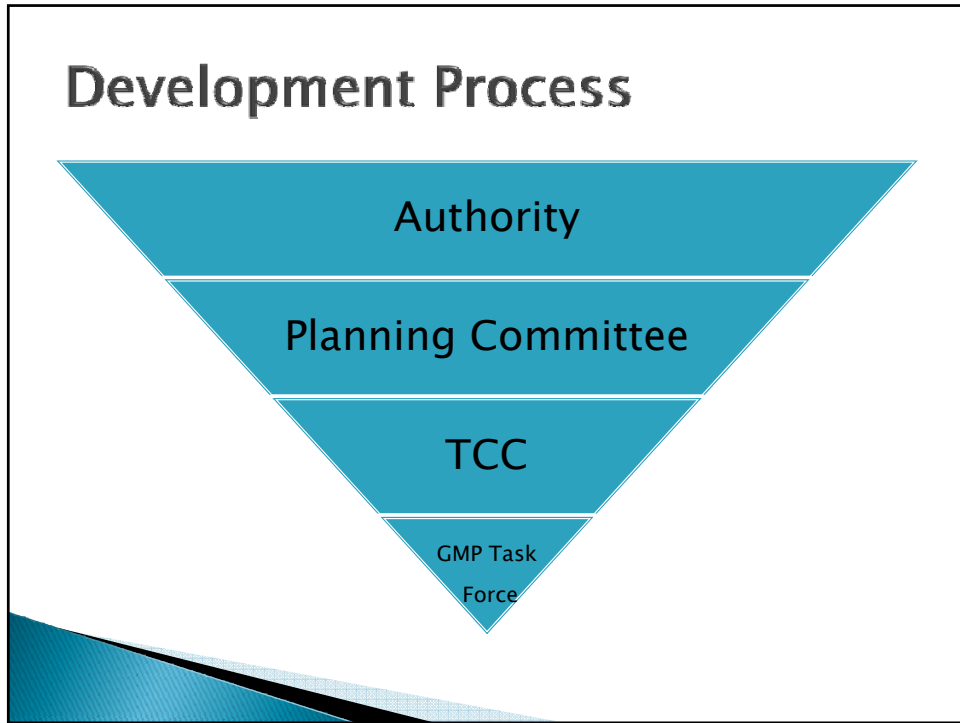 Development Process
Authority
Planning Committee
TCC
GMP Task
Force